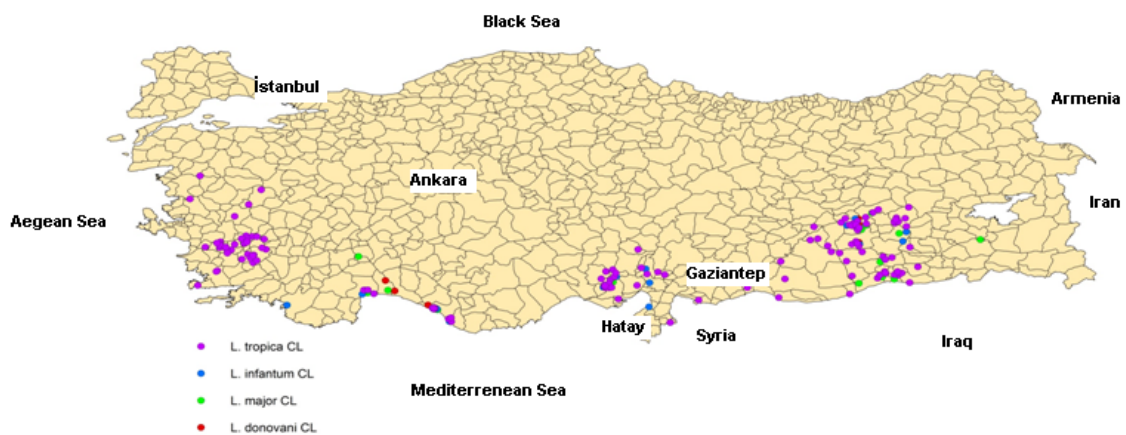 Black Sea
İstanbul
Armenia
Ankara
Iran
Aegean Sea
Gaziantep
Hatay
Syria
Iraq
L. tropica CL
L. infantum CL
Mediterrenean Sea
L. major CL
L. donovani CL